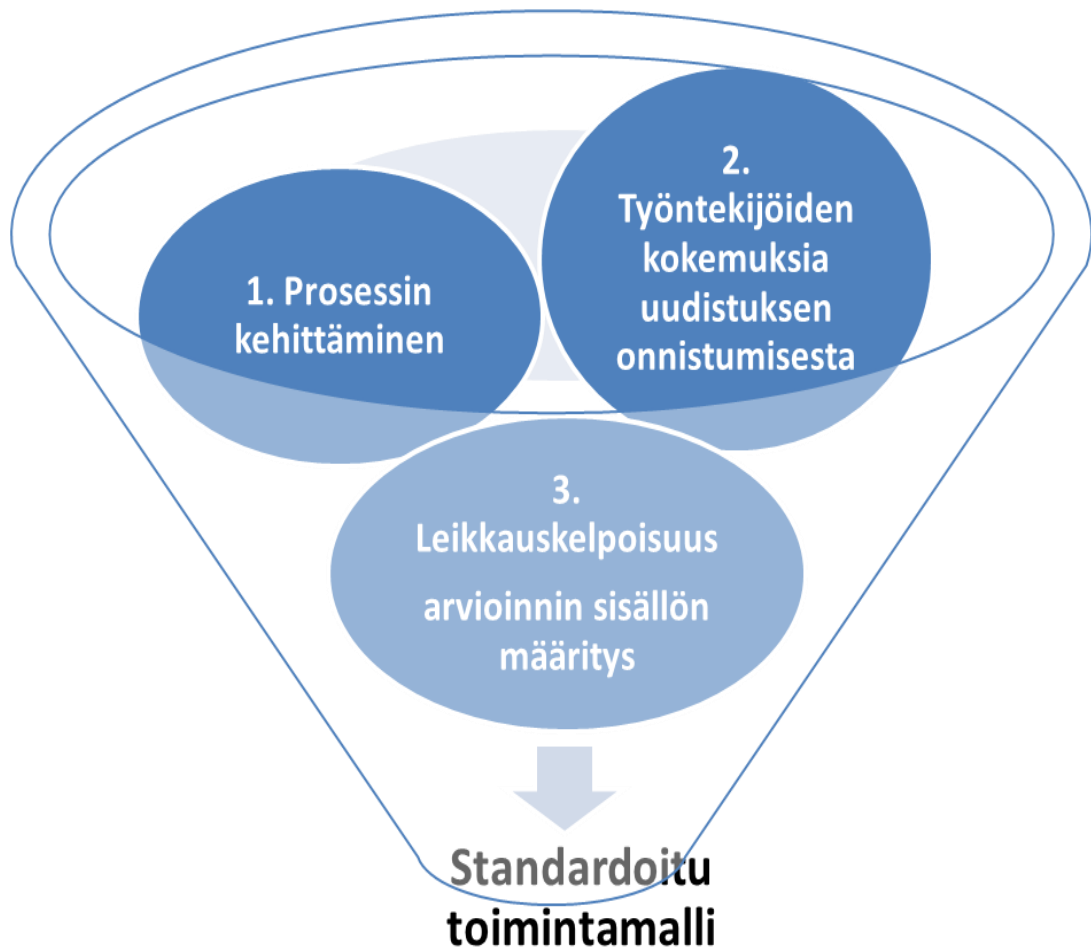 1. Prosessin
kehittäminen
2.
Työntekijöiden
kokemuksia
uudistuksen
onnistumisesta
3.
Leikkauskelpoisuus
arvioinnin sisällön
määritys
Standardoitu
toimintamalli